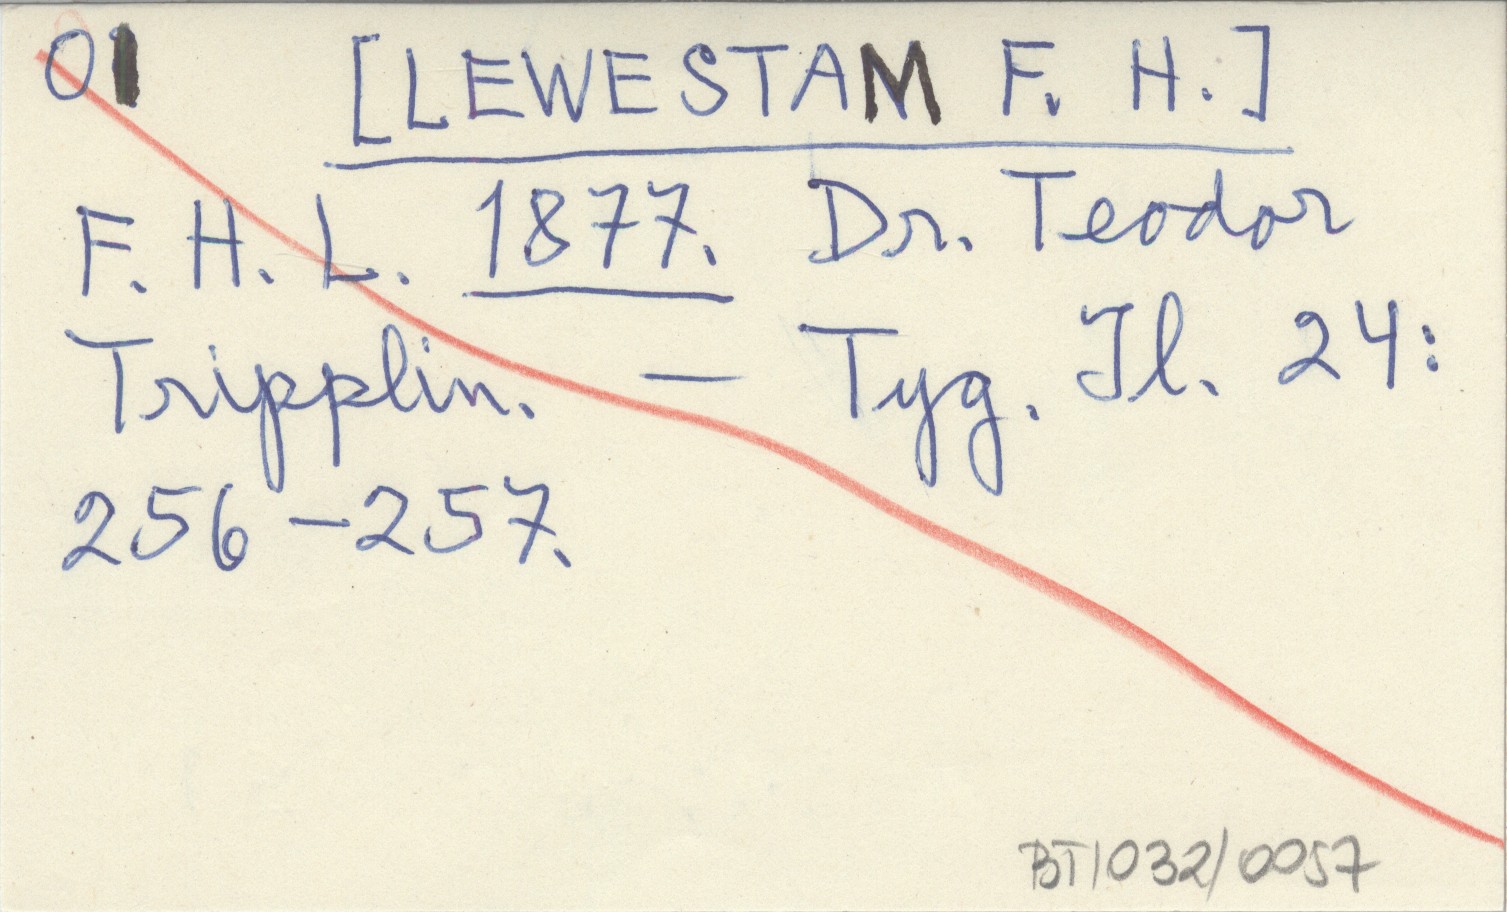 01 [LEWESTAM F. H.]
F. H. L. 1877. Dr. Teodor
Tripplin. — Tyg. Il. 24:
256-257.
BT1032/0057